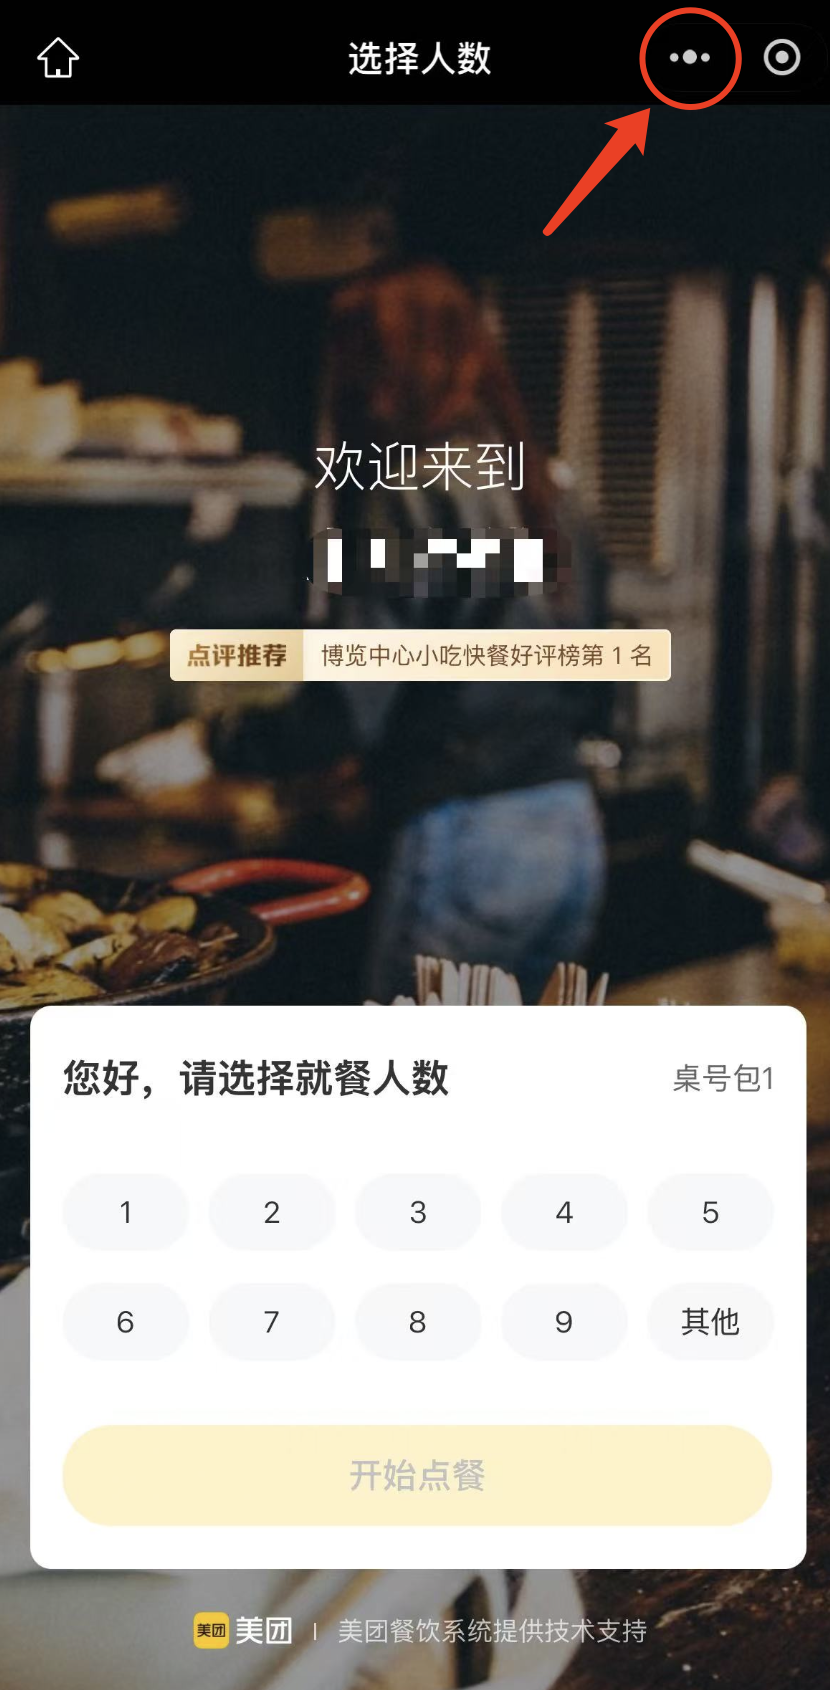 选择人数
欢迎来到
点评推荐 博览中心小吃快餐好评榜第 1 名
您好，请选择就餐人数 桌号包1
1 2 3 4 5
6 7 8 9 其他
开始点餐
美团 美团 | 美团餐饮系统提供技术支持